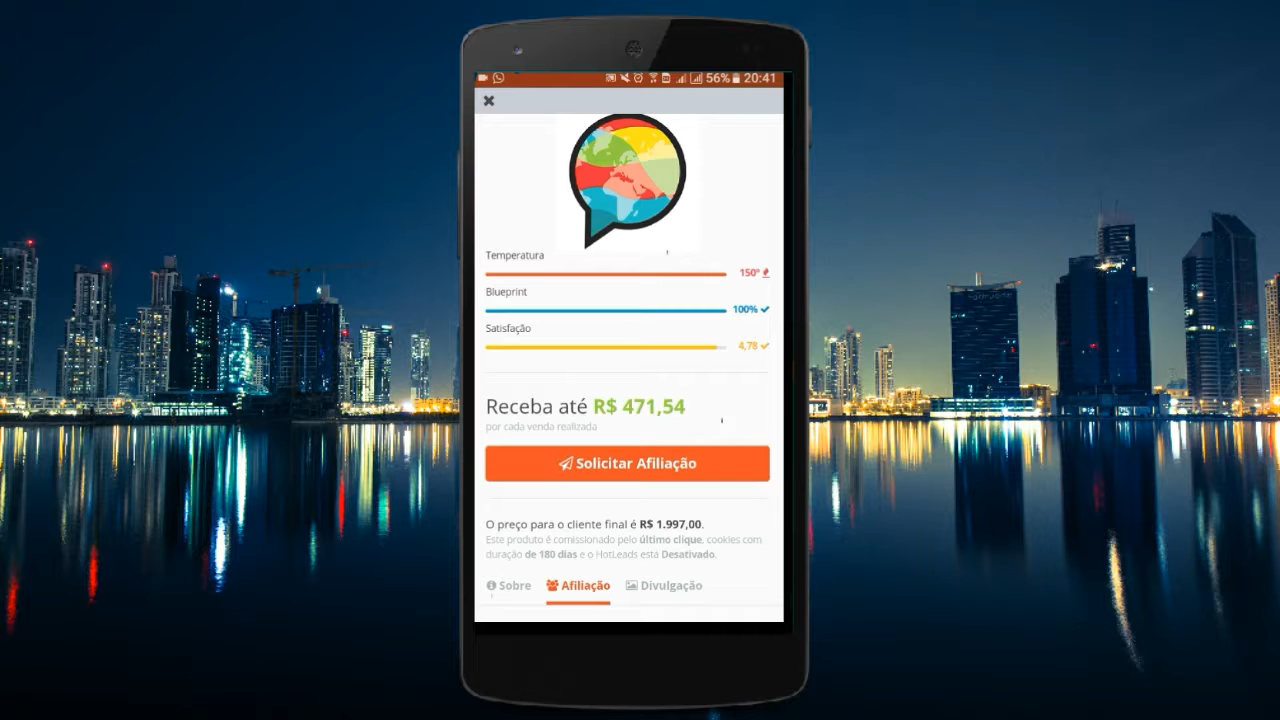 56% 20:41
Temperatura
150°
Blueprint
100%
Satisfação
4,78
Receba até R$ 471,54
por cada venda realizada
Solicitar Afiliação
O preço para o cliente final é R$ 1.997,00.
Este produto é comissionado pelo último clique, cookies com
duração de 180 dias e o HotLeads está Desativado.
Sobre Afiliação Divulgação